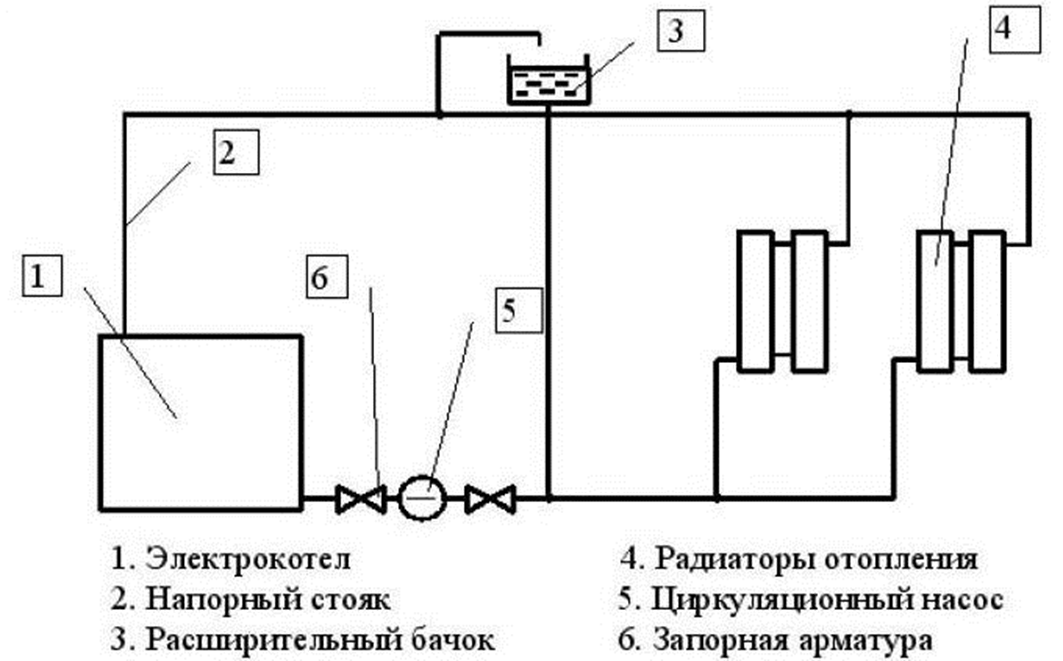 3
4
2
1
6
5
1. Электрокотел
2. Напорный стояк
3. Расширительный бачок
4. Радиаторы отопления
5. Циркуляционный насос
6. Запорная арматура